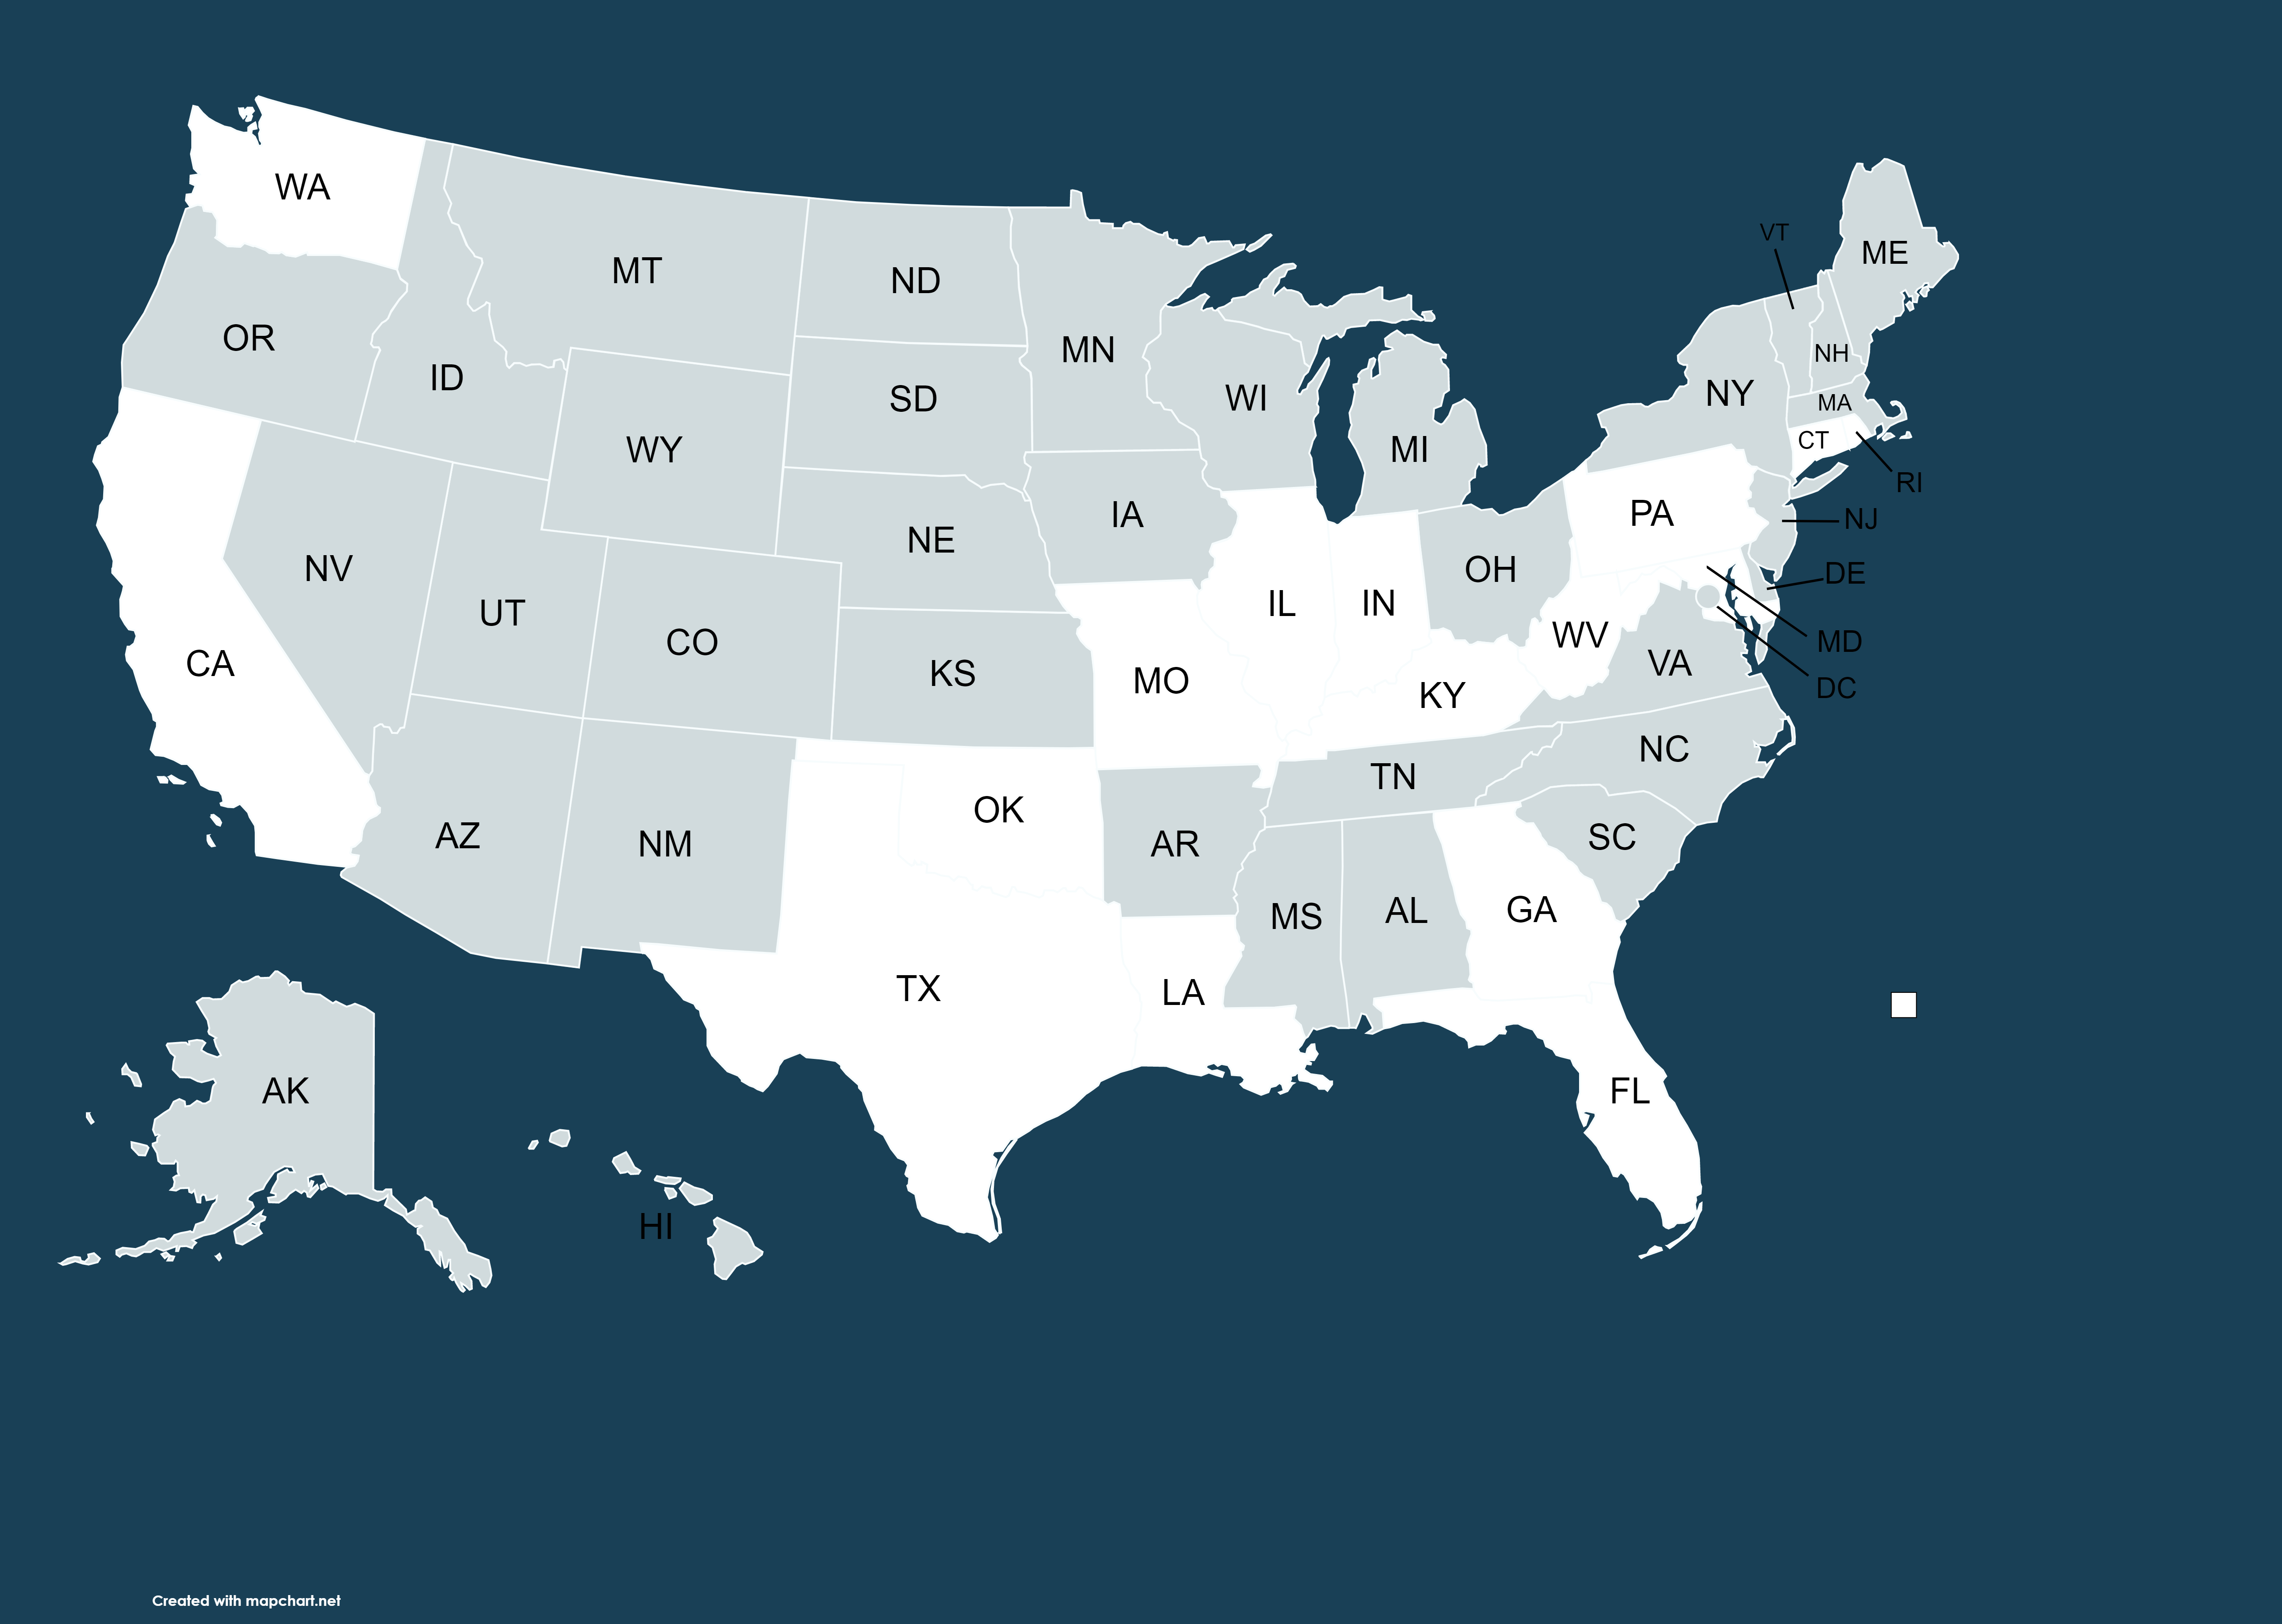 WA
MT
ND
MN
VT
ME
OR
ID
SD
WI
NH
NY
MA
WY
MI
CT
RI
IA
PA
NJ
NE
NV
OH
DE
UT
IL
IN
WV
MD
CO
CA
KS
MO
VA
DC
KY
NC
TN
OK
AZ
NM
AR
SC
MS
AL
GA
TX
LA
AK
FL
HI
Created with mapchart.net